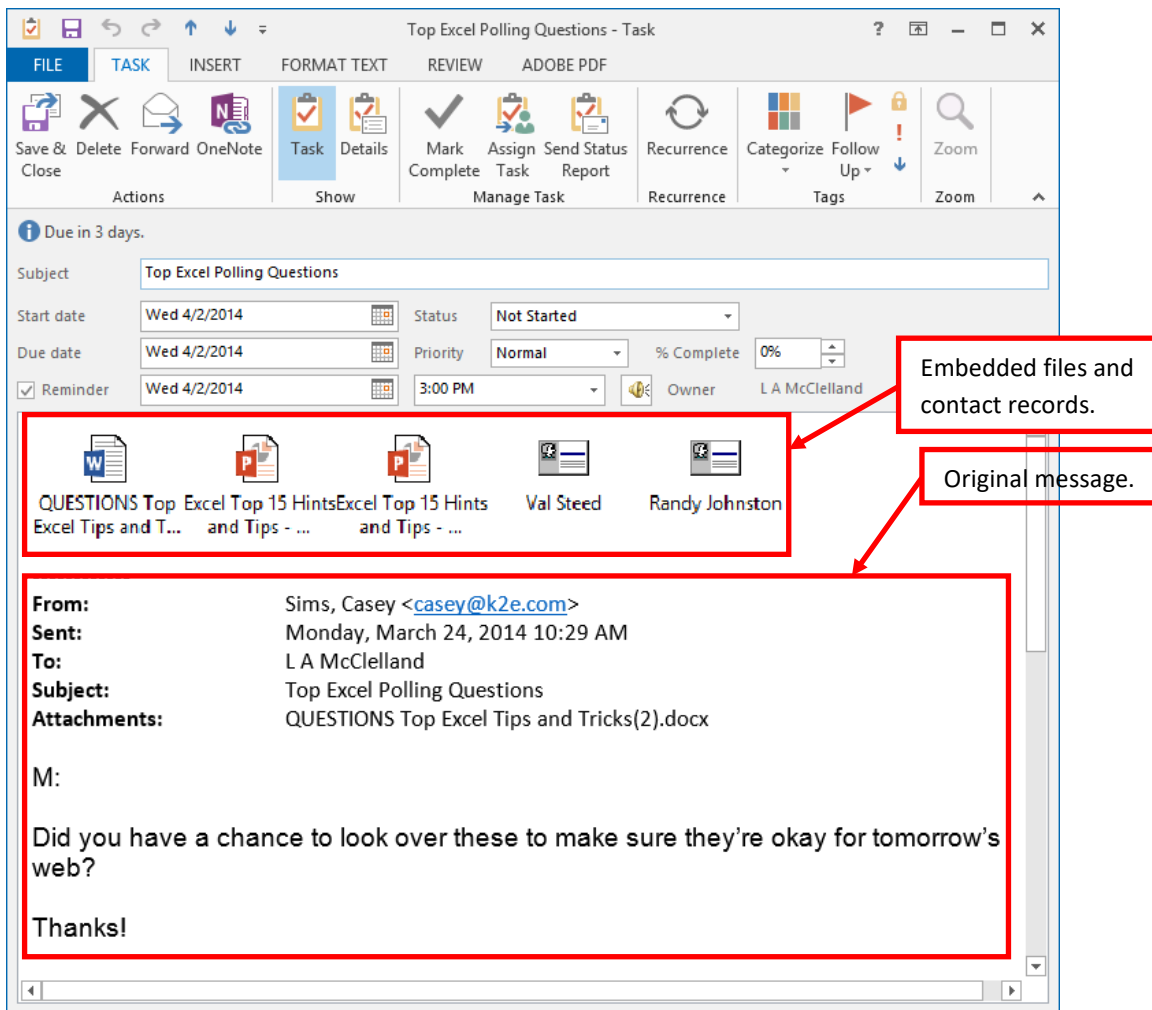 Top Excel Polling Questions - Task ?
FILE TASK INSERT FORMAT TEXT REVIEW ADOBE PDF
Save & Close
Delete
Forward
OneNote
Task
Details
Mark Complete
Assign Task
Send Status Report
Recurrence
Categorize
Follow Up
Zoom
Actions Show Manage Task Recurrence Tags Zoom
Due in 3 days.
Subject Top Excel Polling Questions
Start date Wed 4/2/2014 Status Not Started
Due date Wed 4/2/2014 Priority Normal % Complete 0%
Reminder Wed 4/2/2014 3:00 PM Owner L A McClelland
Embedded files and
contact records.
QUESTIONS Top
Excel Tips and T...
Excel Top 15 Hints
and Tips - ...
Excel Top 15 Hints
and Tips - ...
Val Steed
Randy Johnston
Original message.
From: Sims, Casey <casey@k2e.com>
Sent: Monday, March 24, 2014 10:29 AM
To: L A McClelland
Subject: Top Excel Polling Questions
Attachments: QUESTIONS Top Excel Tips and Tricks(2).docx
M:
Did you have a chance to look over these to make sure they're okay for tomorrow's
web?
Thanks!